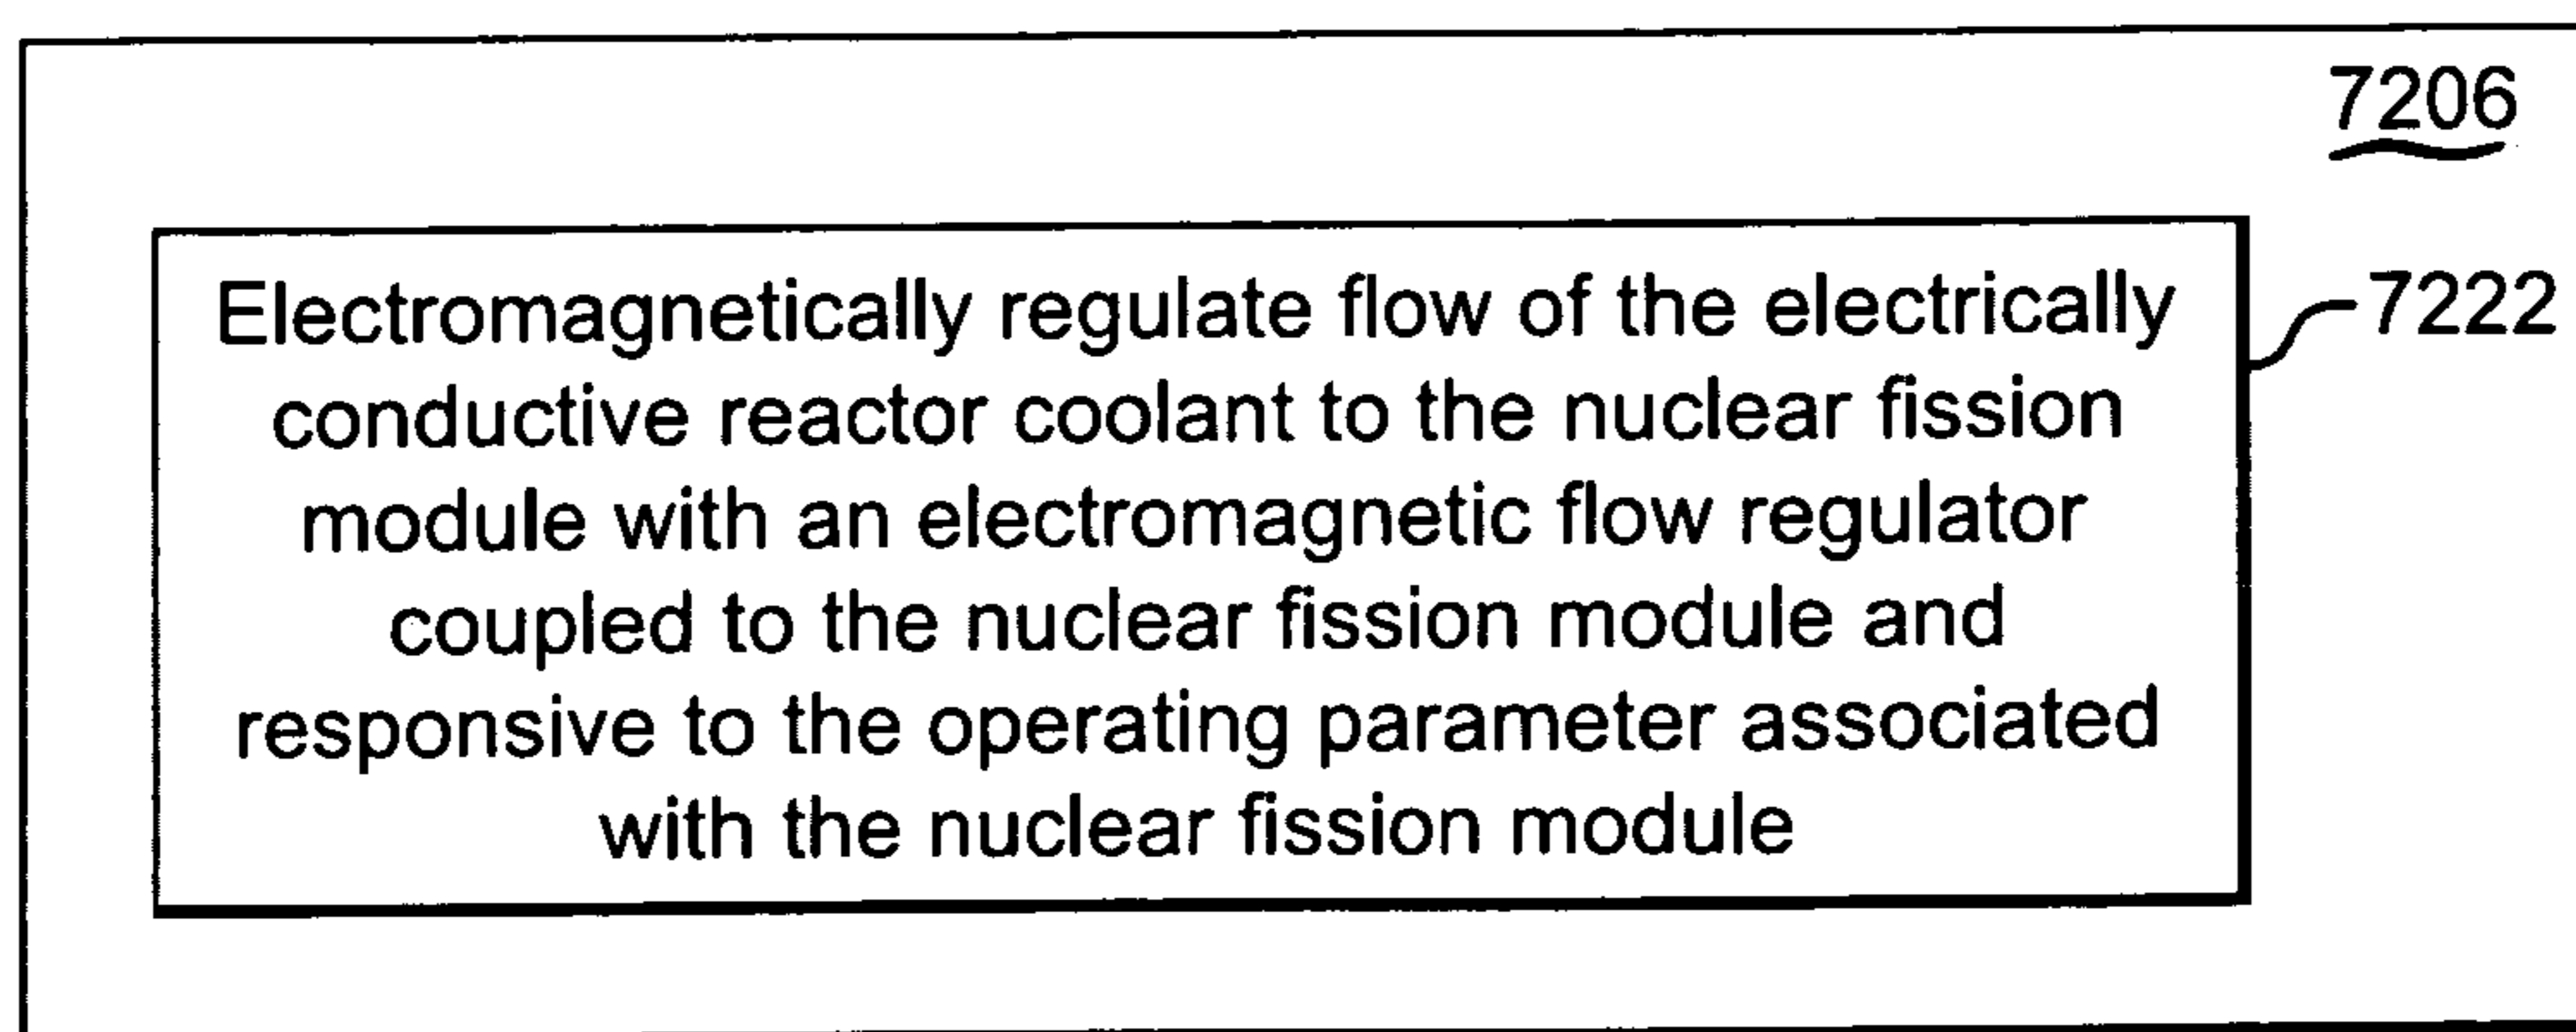 7206
Electromagnetically regulate flow of the electrically
conductive reactor coolant to the nuclear fission
module with an electromagnetic flow regulator
coupled to the nuclear fission module and
responsive to the operating parameter associated
with the nuclear fission module
7222